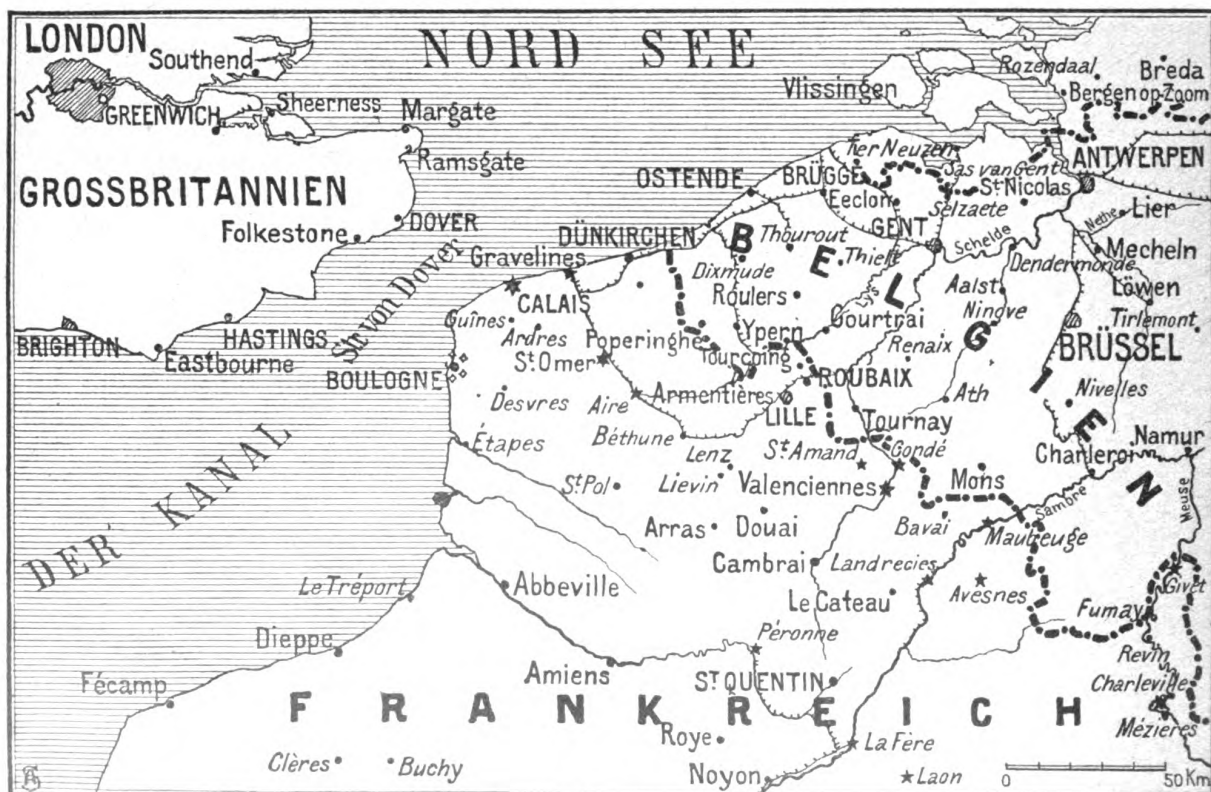 LONDON
Southend
NORD SEE
Rozendaal
Breda
Bergen op-Zoom
Vlissingen
GREENWICH
Sheerness
Margate
Ramsgate
GROSSBRITANNIEN
DOVER
Folkestone
HASTINGS
BRIGHTON
Eastbourne
Str. von Dover
DER KANAL
OSTENDE
BRÜGGE
Ter Neuzen
Sas van Gent
ANTWERPEN
Eeclon
St Nicolas
Selzaete
Lier
Nethe
GENT
Schelde
Mecheln
Dendermonde
DÜNKIRCHEN
Gravelines
BELGIEN
Thourout
Thielt
Dixmude
Roulers
Lys
Aalst
Ningve
Löwen
Tirlemont
CALAIS
Guînes
Ardres
St Omer
Poperinghe
Ypern
Courtrai
Renaix
BRÜSSEL
Tourcoing
ROUBAIX
BOULOGNE
Desvres
Aire
Armentières
LILLE
Tournay
Ath
Nivelles
Étapes
Béthune
Lenz
St Amand
Condé
Charleroi
Namur
St Pol
Lievin
Valenciennes
Mons
Sambre
Meuse
Arras
Douai
Bavai
Maubeuge
Cambrai
Landrecies
Le Tréport
Abbeville
Le Cateau
Avesnes
Fumay
Givet
Dieppe
Péronne
Revin
Amiens
St QUENTIN
Charleville
Fécamp
FRANKREICH
Mézières
Roye
La Fère
Clères
Buchy
Noyon
Laon
0 50 Km